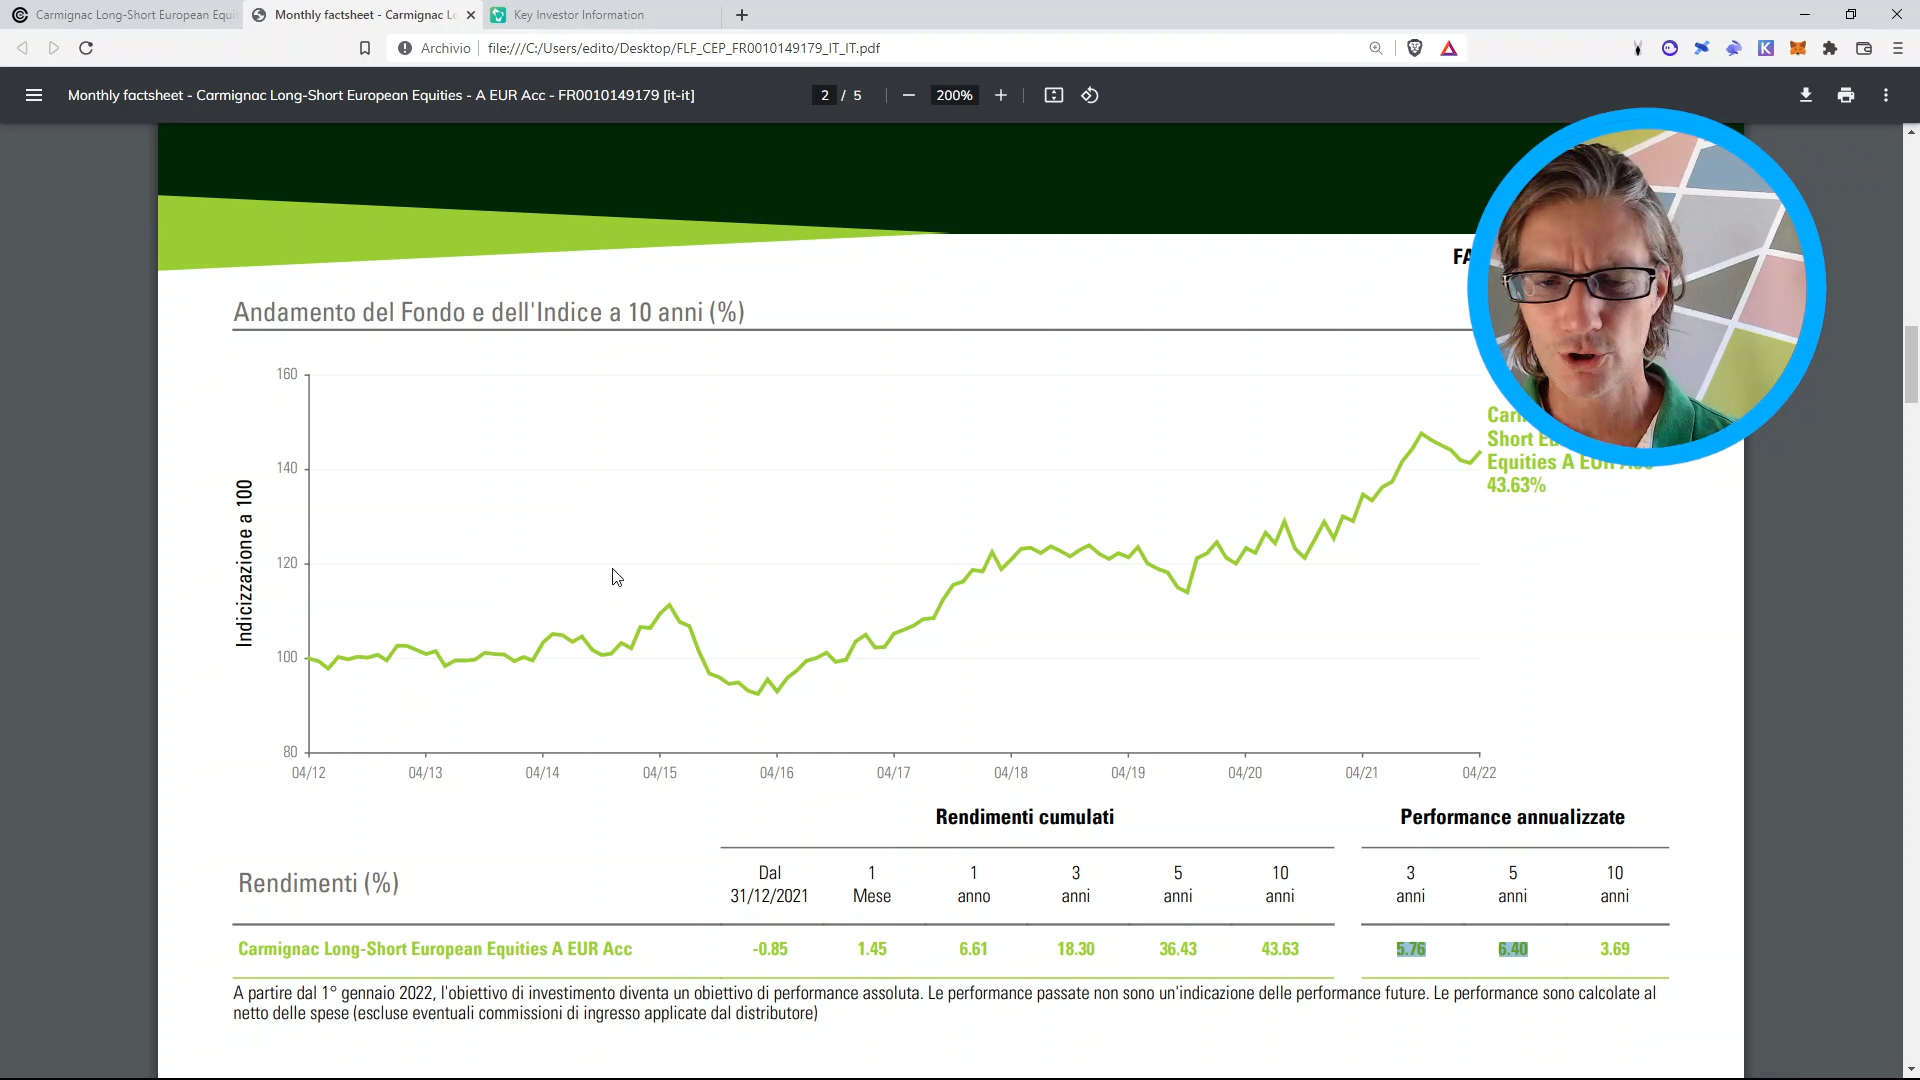 Carmignac Long-Short European Equi
Monthly factsheet - Carmignac Lo
Key Investor Information
Archivio
file:///C:/Users/edito/Desktop/FLF_CEP_FR0010149179_IT_IT.pdf
Monthly factsheet - Carmignac Long-Short European Equities - A EUR Acc - FR0010149179 [it-it]
2 / 5
200%
FA
Andamento del Fondo e dell'Indice a 10 anni (%)
Indicizzazione a 100
160
140
120
100
80
04/12 04/13 04/14 04/15 04/16 04/17 04/18 04/19 04/20 04/21 04/22
Short
Equities A EUR
43.63%
Rendimenti cumulati
Performance annualizzate
Rendimenti (%)
Dal 1 1 3 5 10 3 5 10
31/12/2021 Mese anno anni anni anni anni anni anni
Carmignac Long-Short European Equities A EUR Acc -0.85 1.45 6.61 18.30 36.43 43.63 5.76 6.40 3.69
A partire dal 1° gennaio 2022, l'obiettivo di investimento diventa un obiettivo di performance assoluta. Le performance passate non sono un'indicazione delle performance future. Le performance sono calcolate al
netto delle spese (escluse eventuali commissioni di ingresso applicate dal distributore)